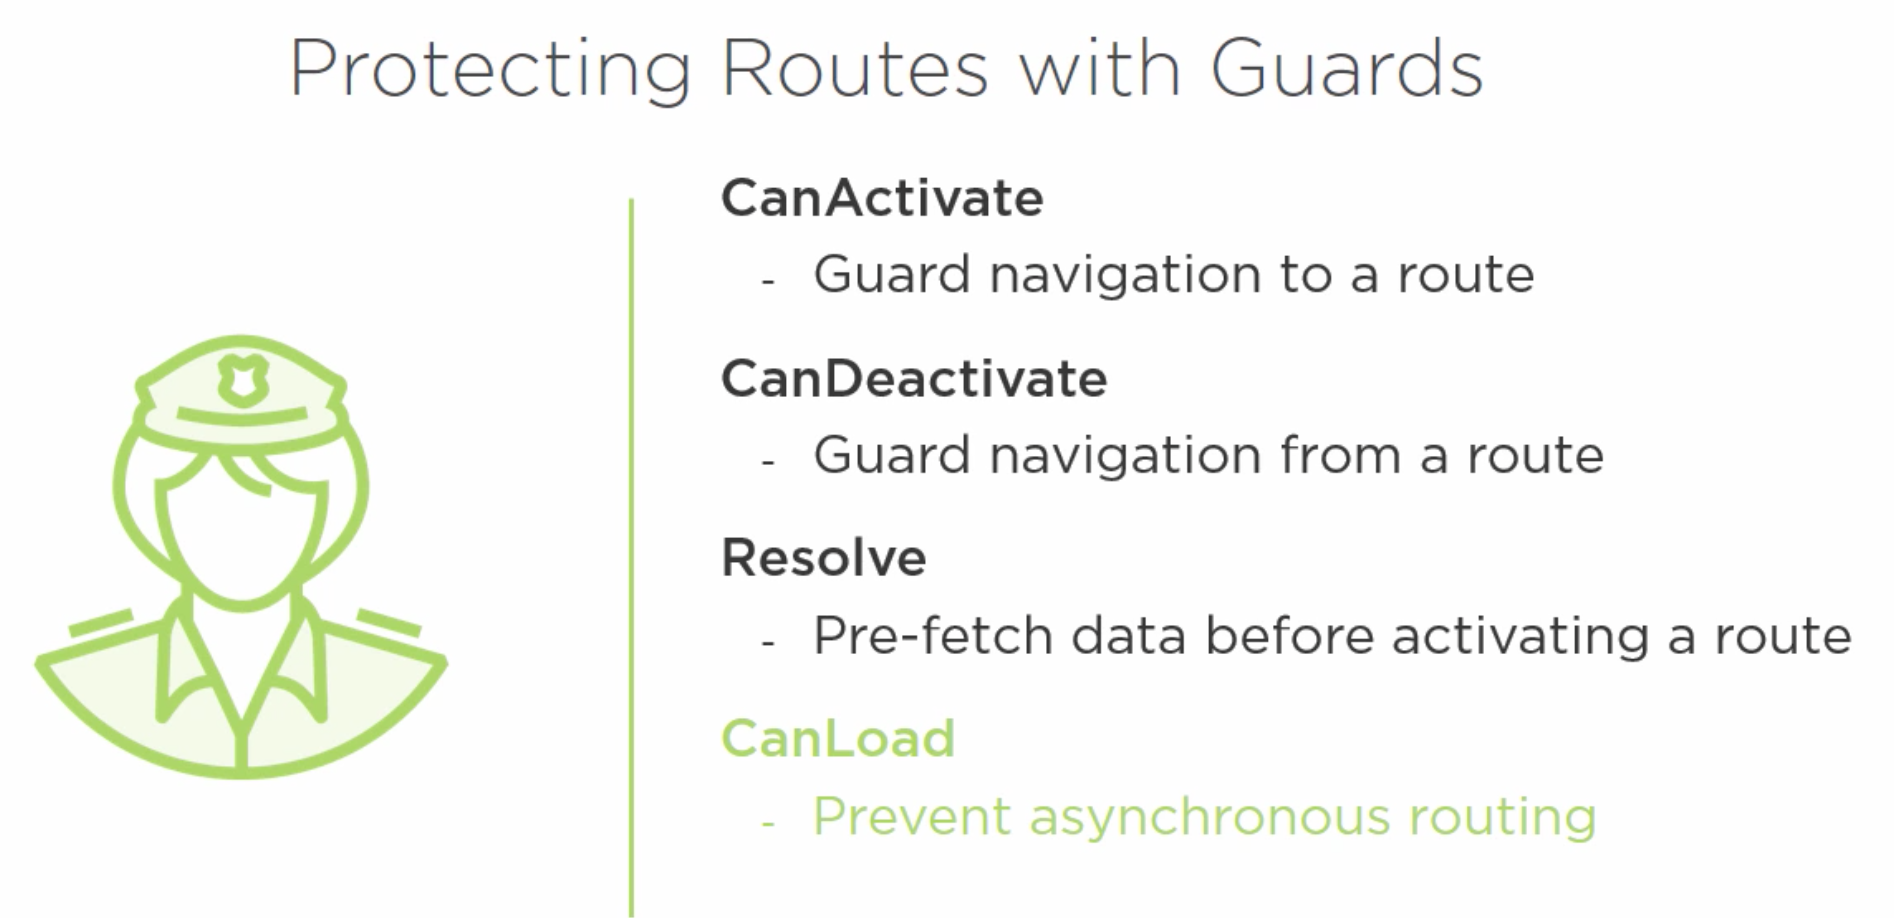 Protecting Routes with Guards
CanActivate
- Guard navigation to a route
CanDeactivate
- Guard navigation from a route
Resolve
- Pre-fetch data before activating a route
CanLoad
- Prevent asynchronous routing